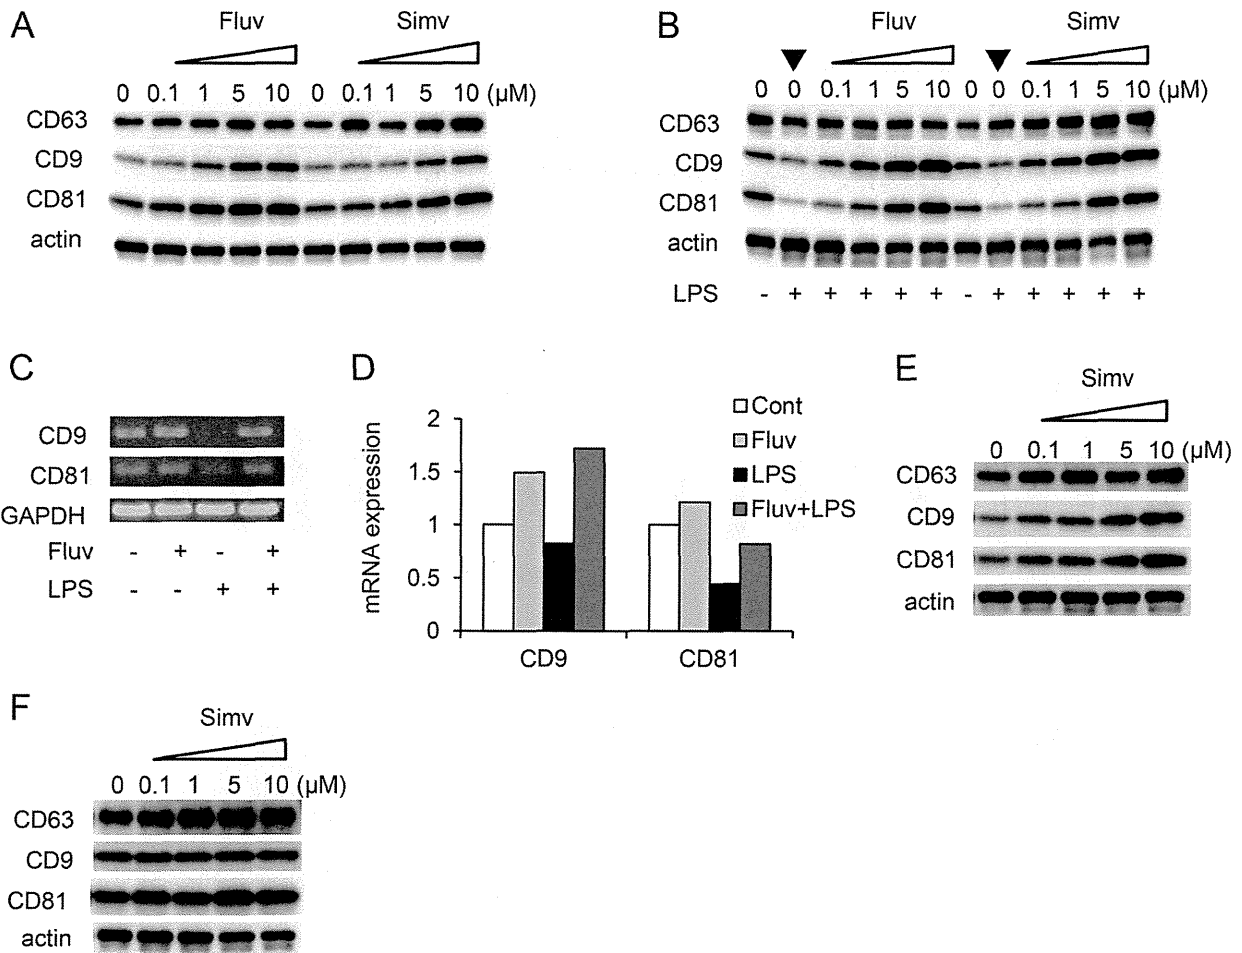 A
Fluv Simv
0 0.1 1 5 10 0 0.1 1 5 10 (μM)
CD63
CD9
CD81
actin
B
Fluv Simv
0 0 0.1 1 5 10 0 0 0.1 1 5 10 (μM)
CD63
CD9
CD81
actin
LPS - + + + + + - + + + + +
C
CD9
CD81
GAPDH
Fluv - + - +
LPS - - + +
D
mRNA expression
2
1.5
1
0.5
0
CD9 CD81
Cont
Fluv
LPS
Fluv+LPS
E
Simv
0 0.1 1 5 10 (μM)
CD63
CD9
CD81
actin
F
Simv
0 0.1 1 5 10 (μM)
CD63
CD9
CD81
actin